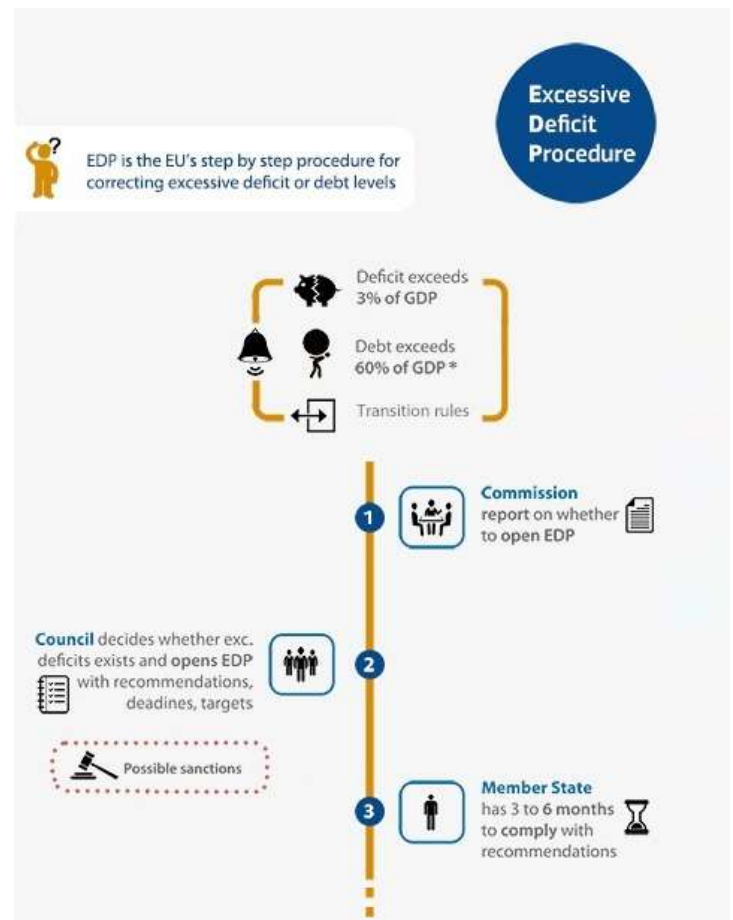 Excessive
Deficit
Procedure
?
EDP is the EU's step by step procedure for
correcting excessive deficit or debt levels
Deficit exceeds
3% of GDP
Debt exceeds
60% of GDP *
Transition rules
1
Commission
report on whether
to open EDP
Council decides whether exc.
deficits exists and opens EDP
with recommendations,
deadines, targets
2
Possible sanctions
3
Member State
has 3 to 6 months
to comply with
recommendations